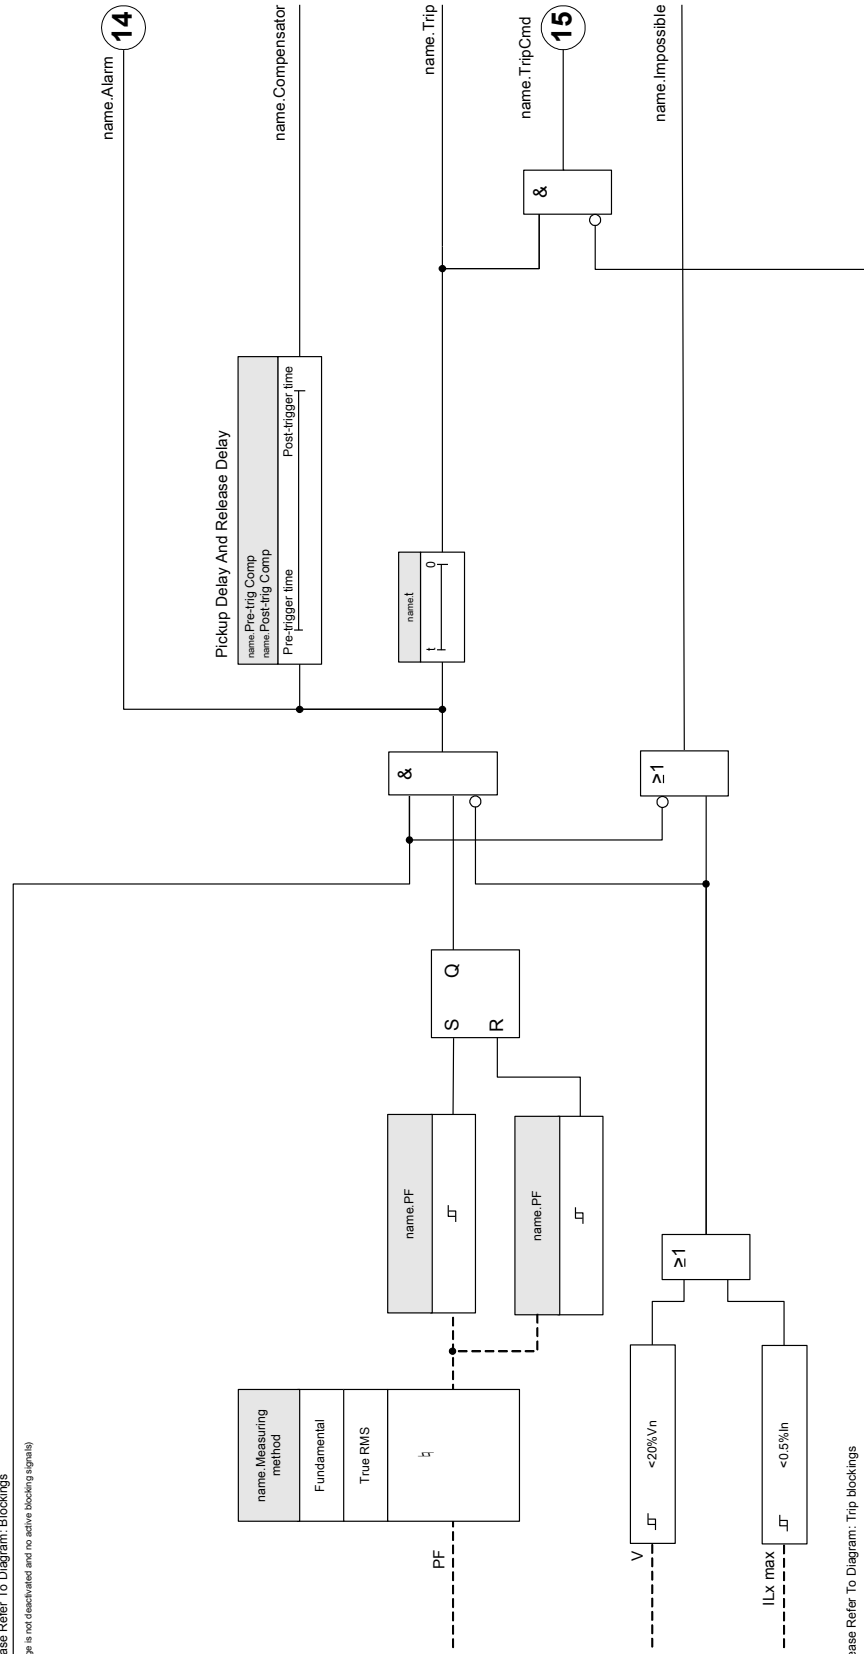 14
name.Alarm
name.Compensator
name.Trip
15
name.TripCmd
name.Impossible
&
Pickup Delay And Release Delay
name.Pre-trig Comp
name.Post-trig Comp
Pre-trigger time
Post-trigger time
name.t
t
0
&
≥1
S
Q
R
name.PF
name.PF
≥1
name.Measuring
method
Fundamental
True RMS
PF
V
<20%Vn
ILx max
<0.5%In
ase Refer To Diagram: Blockings
ge is not deactivated and no active blocking signals)
ease Refer To Diagram: Trip blockings